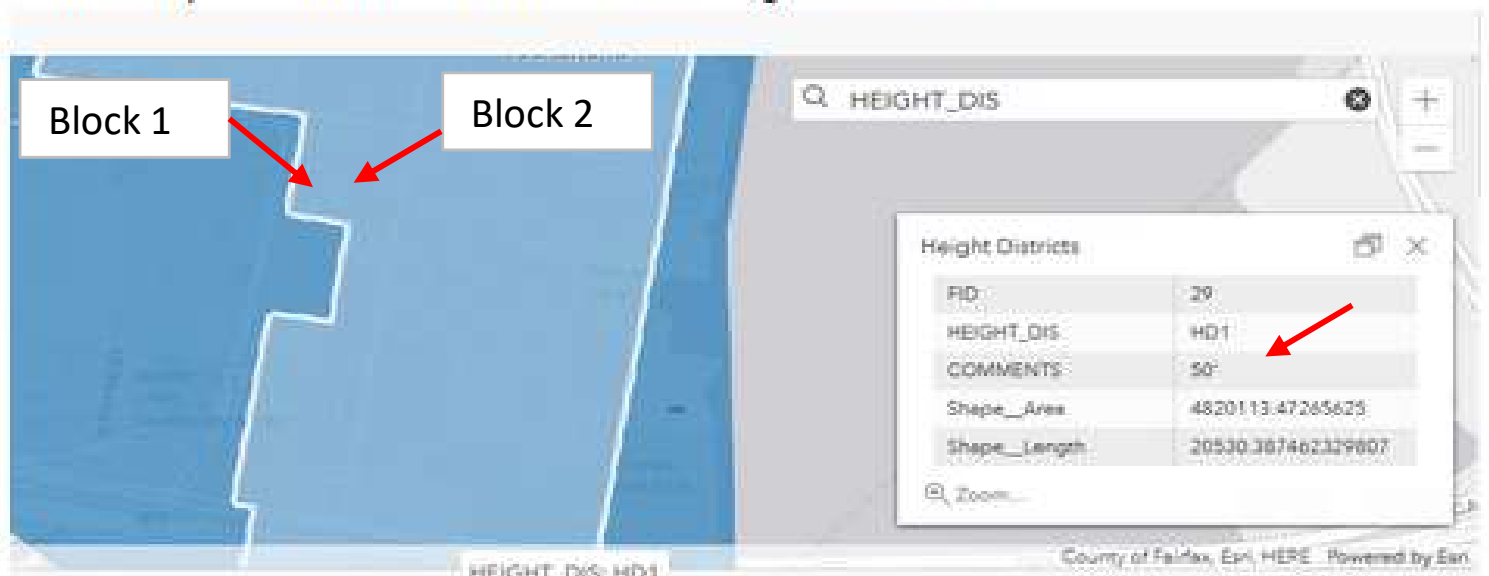 HEIGHT_DIS
Block 1
Block 2
Height Districts
FID 29
HEIGHT_DIS HD1
COMMENTS 50'
Shape__Area 4820113.47265625
Shape__Length 20530.387462329807
Zoom...
County of Fairfax, Esri, HERE Powered by Esri
HEIGHT_DIS: HD1